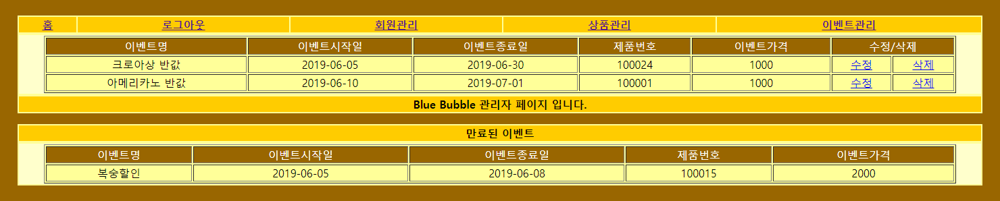 홈 로그아웃 회원관리 상품관리 이벤트관리
이벤트명 이벤트시작일 이벤트종료일 제품번호 이벤트가격 수정/삭제
크로아상 반값 2019-06-05 2019-06-30 100024 1000 수정 삭제
아메리카노 반값 2019-06-10 2019-07-01 100001 1000 수정 삭제
Blue Bubble 관리자 페이지 입니다.
만료된 이벤트
이벤트명 이벤트시작일 이벤트종료일 제품번호 이벤트가격
복숭할인 2019-06-05 2019-06-08 100015 2000